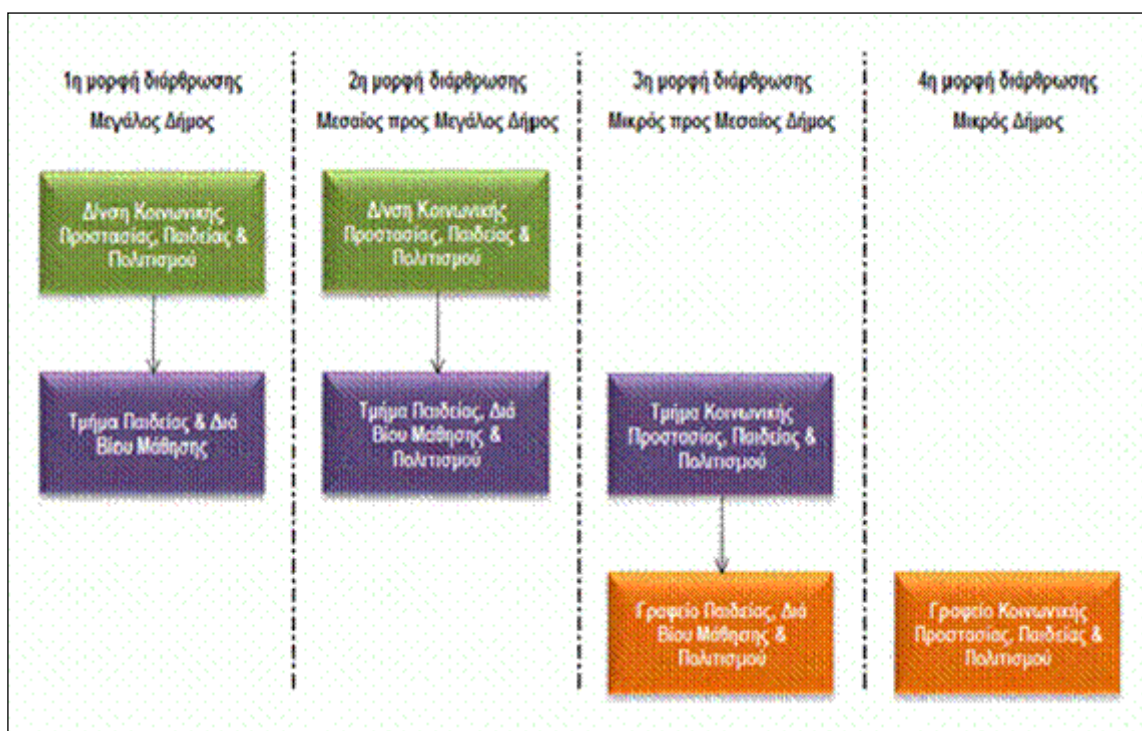 1η μορφή διάρθρωσης
Μεγάλος Δήμος
2η μορφή διάρθρωσης
Μεσαίος προς Μεγάλος Δήμος
3η μορφή διάρθρωσης
Μικρός προς Μεσαίος Δήμος
4η μορφή διάρθρωσης
Μικρός Δήμος
Δ/νση Κοινωνικής
Προστασίας, Παιδείας &
Πολιτισμού
Δ/νση Κοινωνικής
Προστασίας, Παιδείας &
Πολιτισμού
Τμήμα Παιδείας & Διά
Βίου Μάθησης
Τμήμα Παιδείας, Διά
Βίου Μάθησης &
Πολιτισμού
Τμήμα Κοινωνικής
Προστασίας, Παιδείας &
Πολιτισμού
Γραφείο Παιδείας, Διά
Βίου Μάθησης &
Πολιτισμού
Γραφείο Κοινωνικής
Προστασίας, Παιδείας &
Πολιτισμού